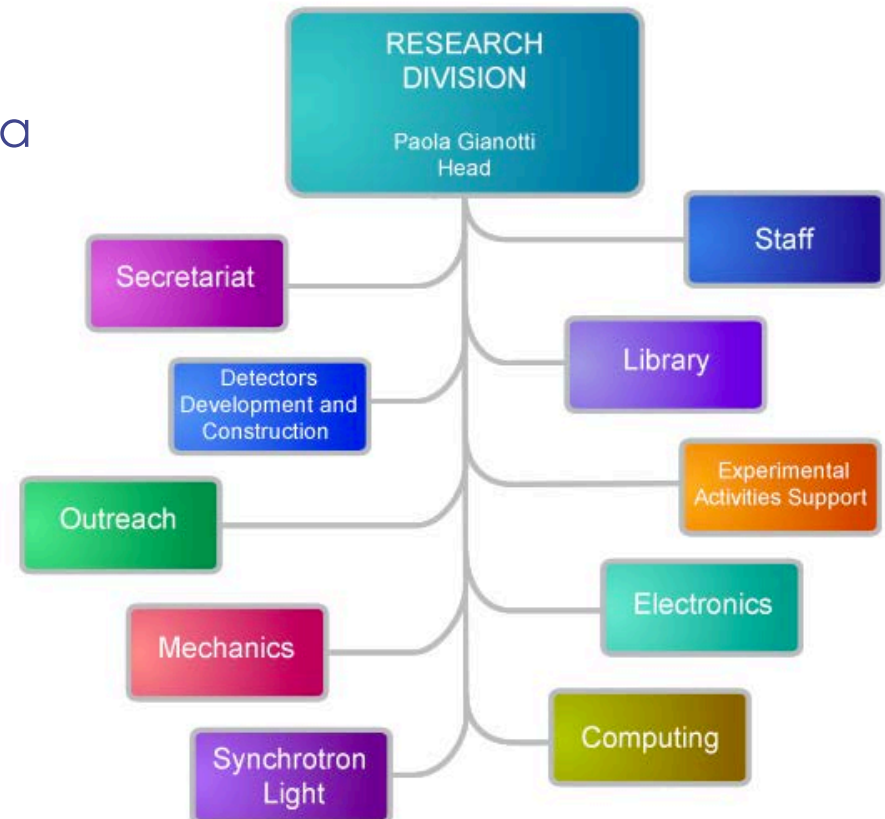 RESEARCH
DIVISION
Paola Gianotti
Head
a
Staff
Secretariat
Library
Detectors
Development and
Construction
Experimental
Activities Support
Outreach
Electronics
Mechanics
Computing
Synchrotron
Light